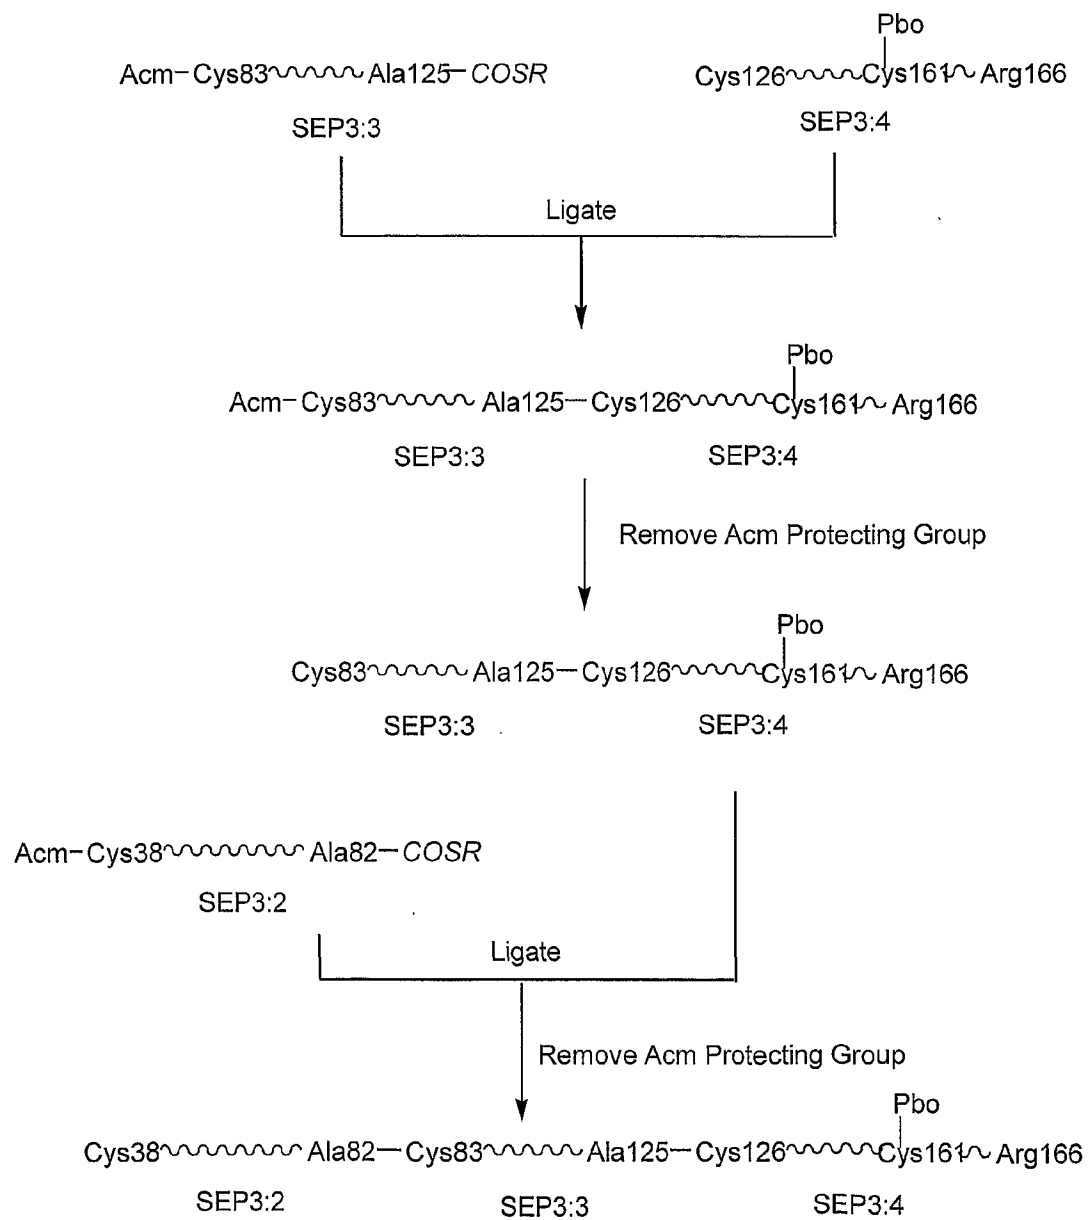 Pbo
Acm–Cys83 Ala125–COSR Cys126 Cys161 Arg166
SEP3:3 SEP3:4
Ligate
Pbo
Acm–Cys83 Ala125–Cys126 Cys161 Arg166
SEP3:3 SEP3:4
Remove Acm Protecting Group
Pbo
Cys83 Ala125–Cys126 Cys161 Arg166
SEP3:3 SEP3:4
Acm–Cys38 Ala82–COSR
SEP3:2
Ligate
Remove Acm Protecting Group
Pbo
Cys38 Ala82–Cys83 Ala125–Cys126 Cys161 Arg166
SEP3:2 SEP3:3 SEP3:4